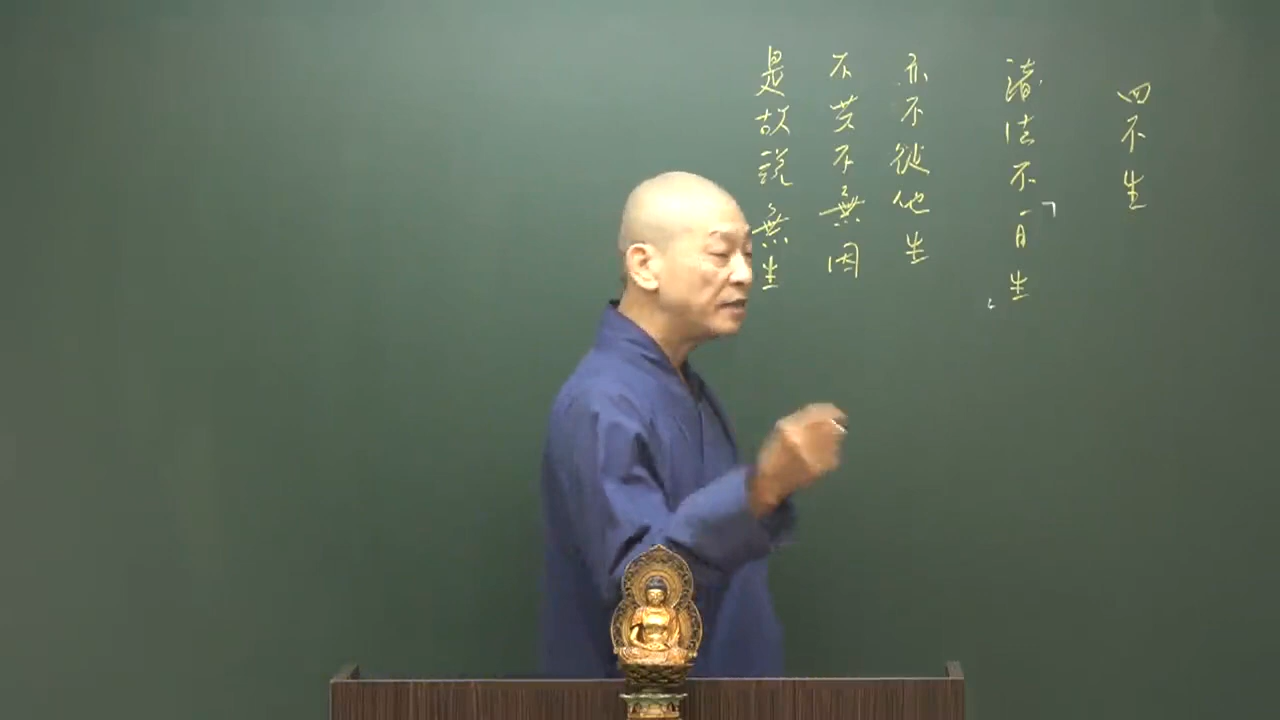 四不生
諸法不「自生」
亦不從他生
不共不無因
是故說無生